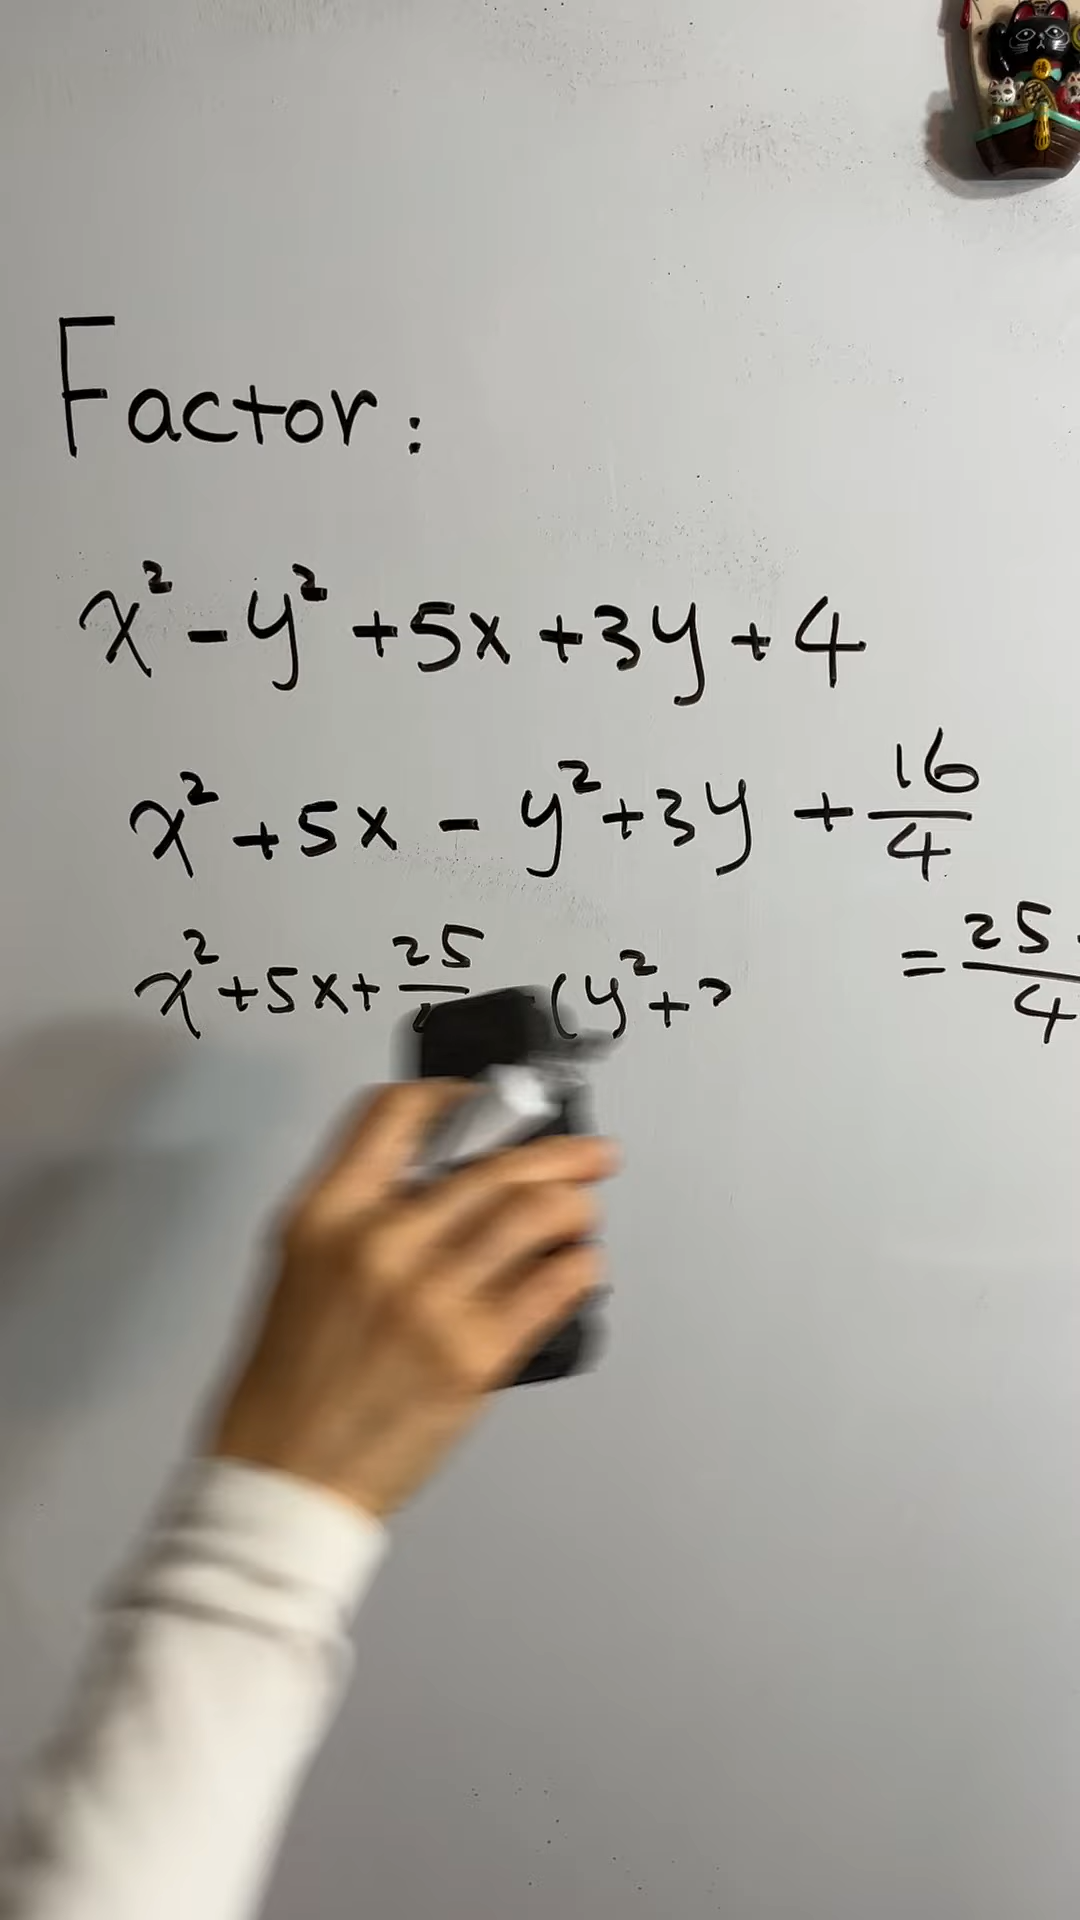 Factor:
x² - y² + 5x + 3y + 4
x² + 5x - y² + 3y + 16/4
= 25/4
x² + 5x + 25 (y² +